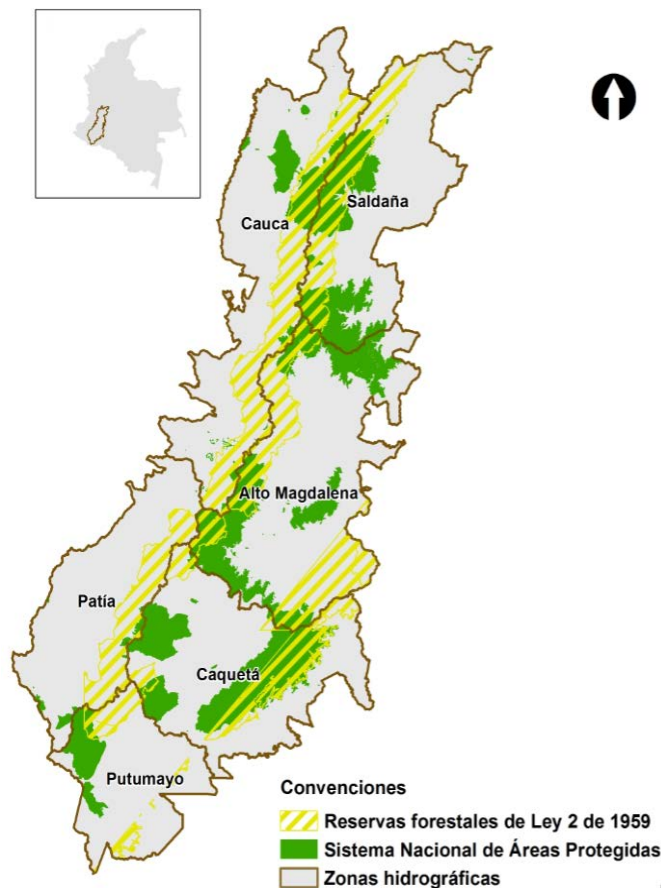 Saldaña
Cauca
Alto Magdalena
Patía
Caquetá
Putumayo
Convenciones
Reservas forestales de Ley 2 de 1959
Sistema Nacional de Áreas Protegidas
Zonas hidrográficas